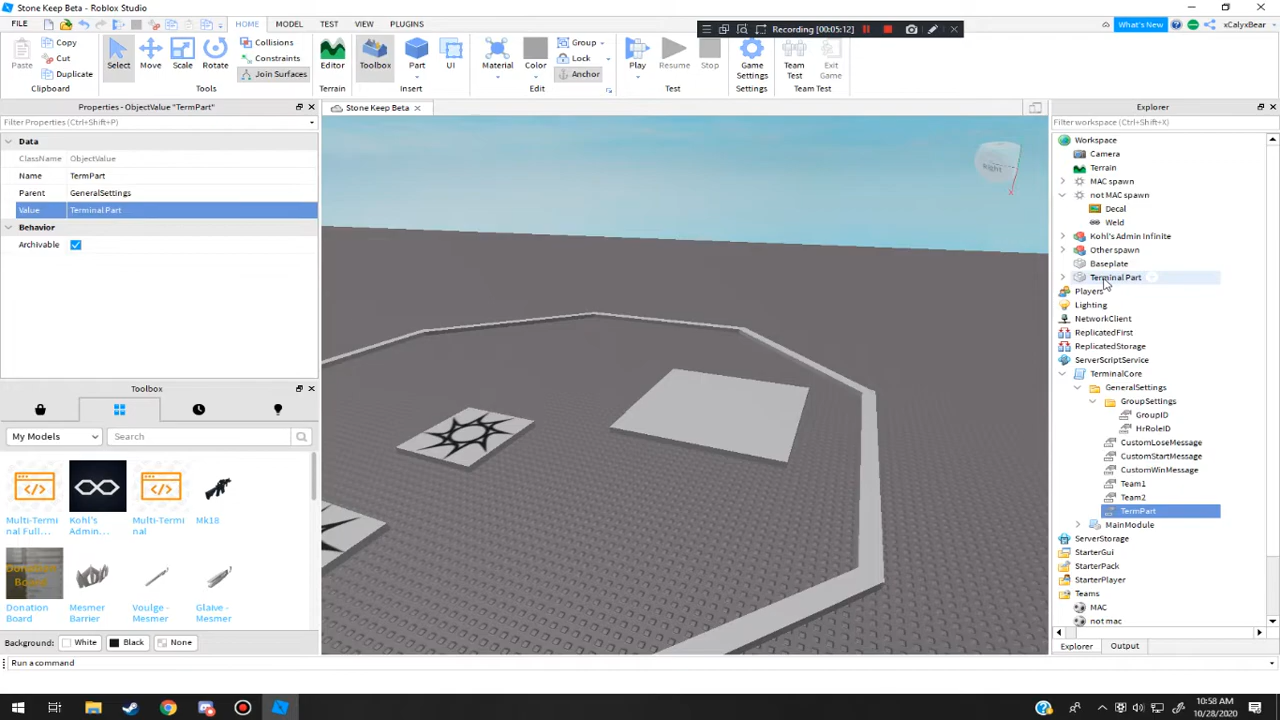 Stone Keep Beta - Roblox Studio
FILE
HOME
MODEL
TEST
VIEW
PLUGINS
Recording [00:05:12]
What's New
xCalyxBear
Paste
Copy
Cut
Duplicate
Clipboard
Select
Move
Scale
Rotate
Collisions
Constraints
Join Surfaces
Tools
Editor
Terrain
Toolbox
Part
UI
Insert
Material
Color
Group
Lock
Anchor
Edit
Play
Resume
Stop
Test
Game Settings
Settings
Team Test
Exit Game
Team Test
Properties - ObjectValue "TermPart"
Filter Properties (Ctrl+Shift+P)
Data
ClassName ObjectValue
Name TermPart
Parent GeneralSettings
Value Terminal Part
Behavior
Archivable
Toolbox
My Models
Search
Multi-Terminal Full...
Kohl's Admin...
Multi-Terminal
Mk18
Donation Board
Mesmer Barrier
Voulge - Mesmer
Glaive - Mesmer
Background: White Black None
Run a command
Stone Keep Beta
Right
Explorer
Filter workspace (Ctrl+Shift+X)
Workspace
Camera
Terrain
MAC spawn
not MAC spawn
Decal
Weld
Kohl's Admin Infinite
Other spawn
Baseplate
Terminal Part
Players
Lighting
NetworkClient
ReplicatedFirst
ReplicatedStorage
ServerScriptService
TerminalCore
GeneralSettings
GroupSettings
GroupID
HrRoleID
CustomLoseMessage
CustomStartMessage
CustomWinMessage
Team1
Team2
TermPart
MainModule
ServerStorage
StarterGui
StarterPack
StarterPlayer
Teams
MAC
not mac
Explorer
Output
10:58 AM
10/28/2020